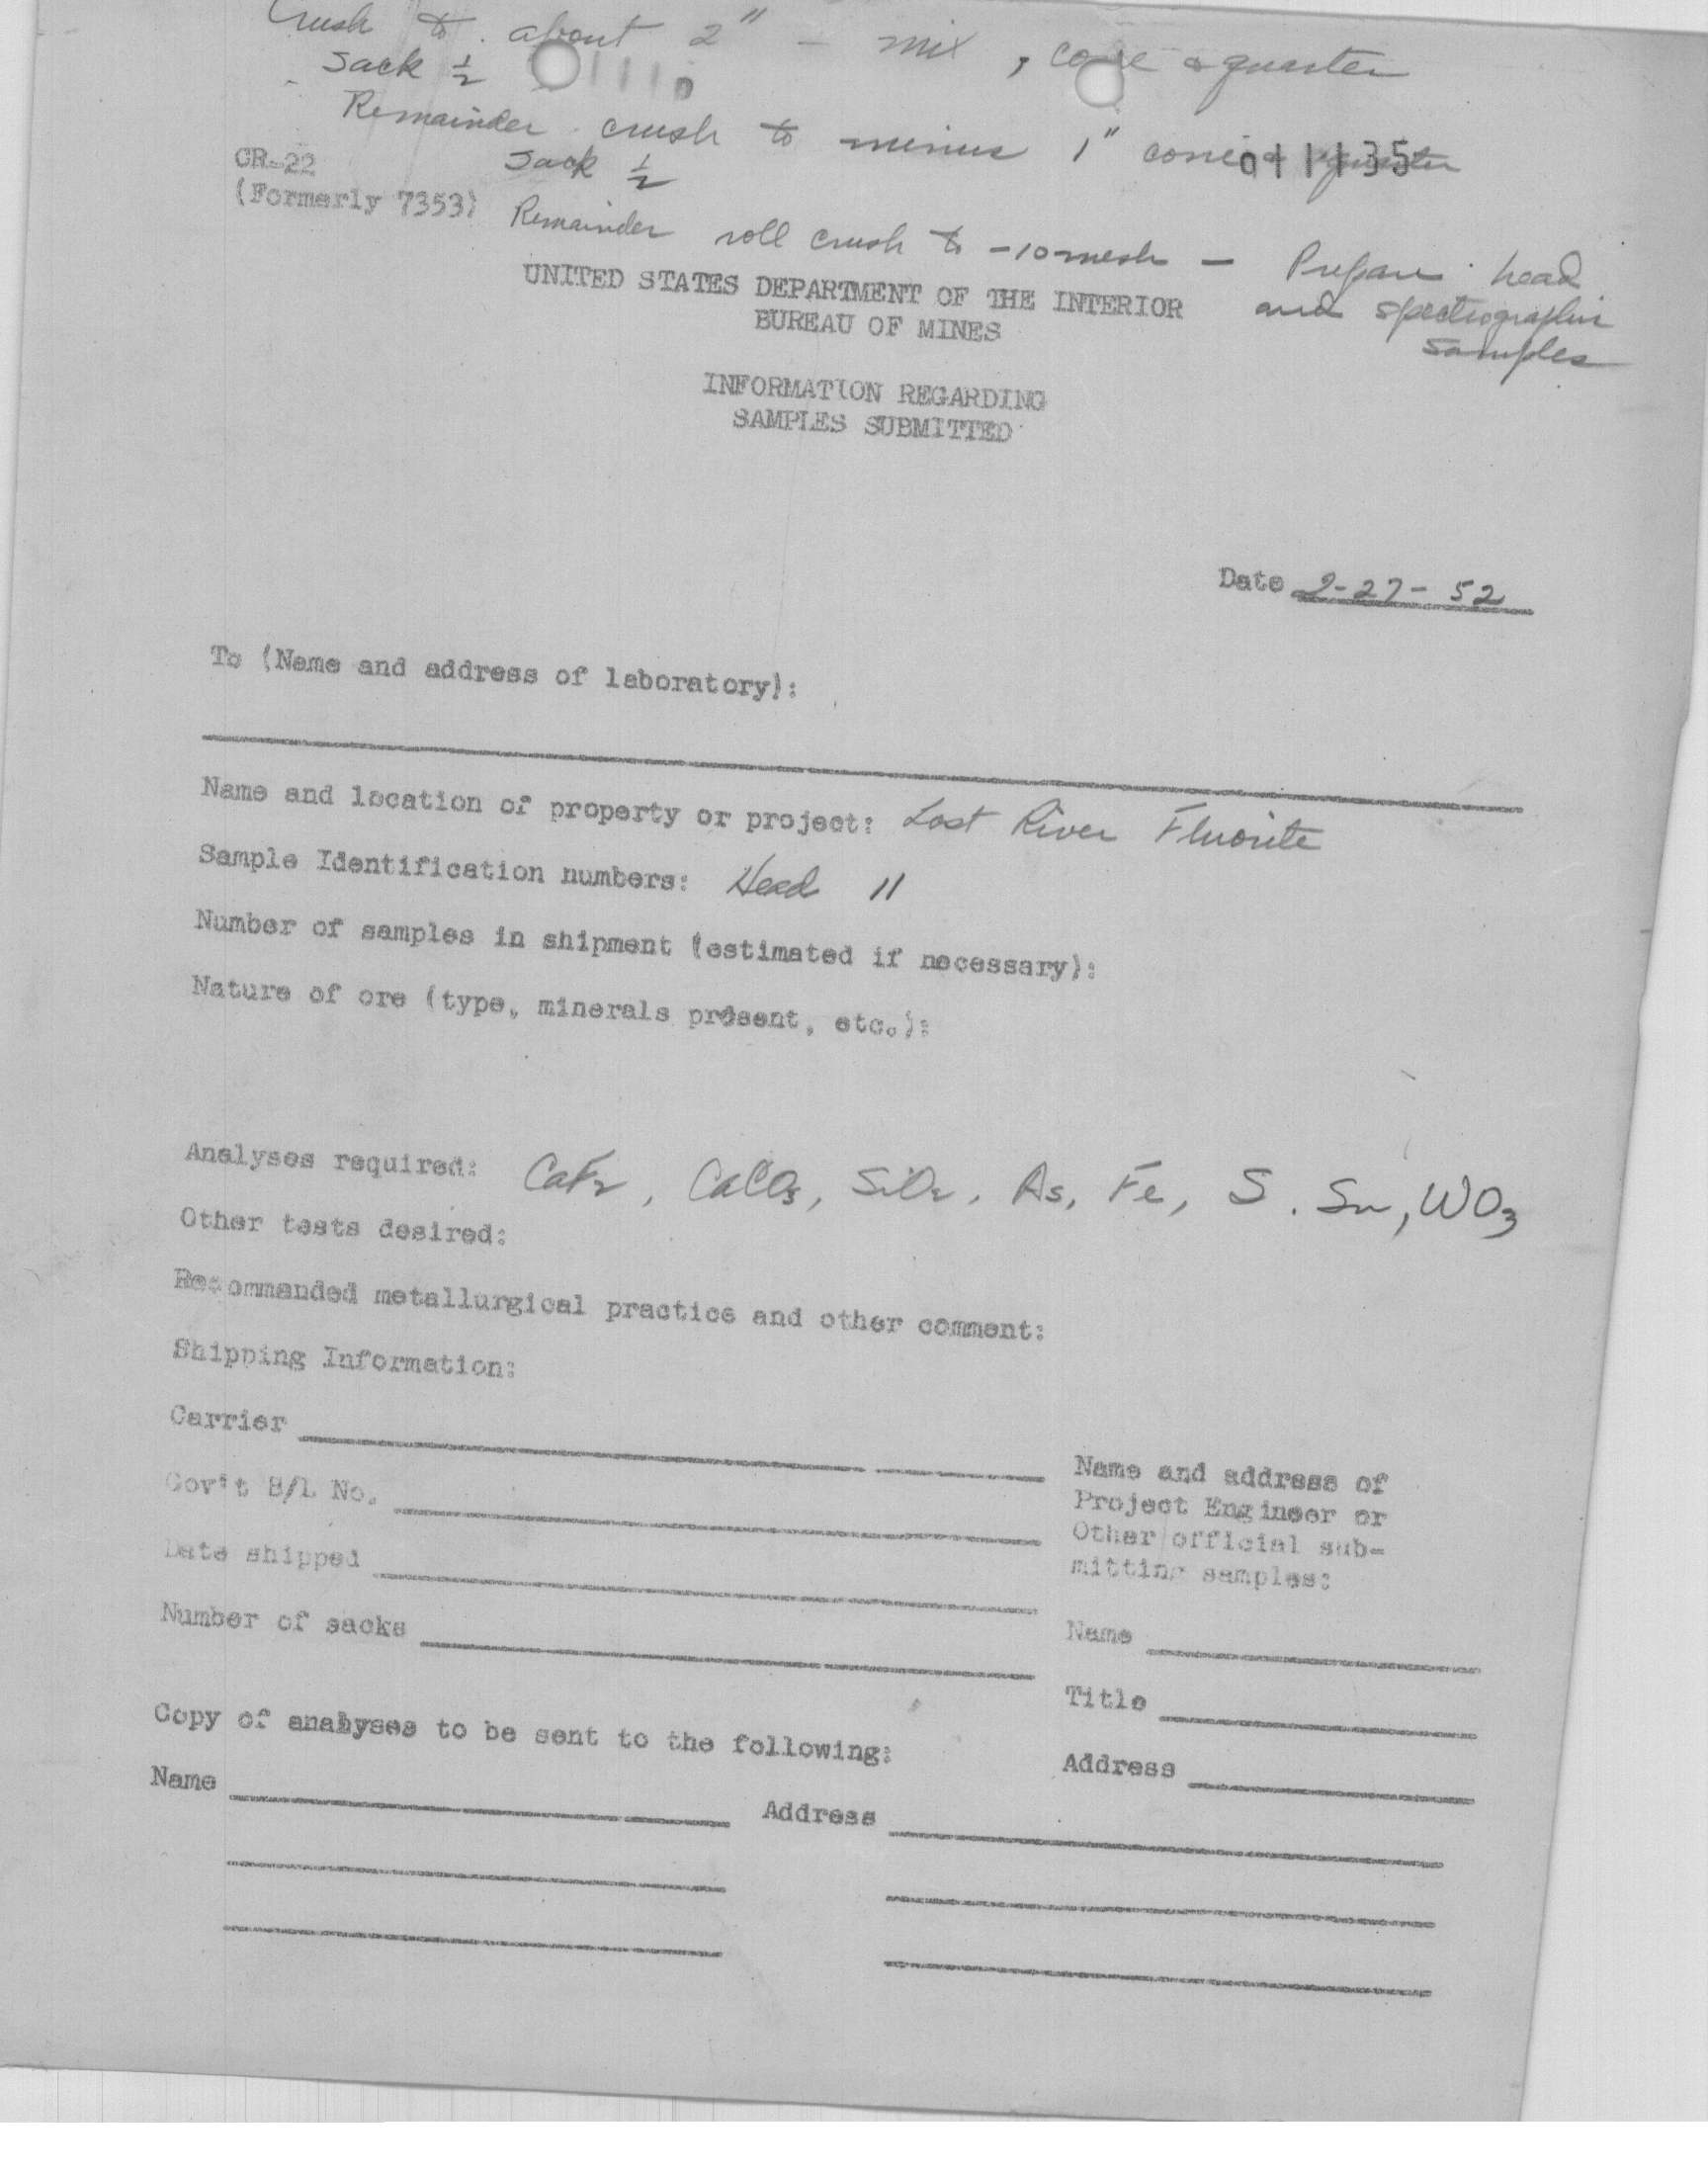 Crush to about 2" - mix, cone & quarter
Sack 1/2
Remainder crush to minus 1" cone & quarter
011135
GR-22
Sack 1/2
(Formerly 7353)
Remainder roll crush to -10 mesh - Prepare head
and spectrographic
samples
UNITED STATES DEPARTMENT OF THE INTERIOR
BUREAU OF MINES
INFORMATION REGARDING
SAMPLES SUBMITTED
Date 2-27-52
To (Name and address of laboratory):
Name and location of property or project: Lost River Fluorite
Sample Identification numbers: Head 11
Number of samples in shipment (estimated if necessary):
Nature of ore (type, minerals present, etc.):
Analyses required: CaF2, CaCO3, SiO2, As, Fe, S. Sn, WO3
Other tests desired:
Recommended metallurgical practice and other comment:
Shipping Information:
Carrier
Gov't B/L No.
Date shipped
Number of sacks
Name and address of
Project Engineer or
Other official sub-
mitting samples:
Name
Title
Address
Copy of analyses to be sent to the following:
Name Address